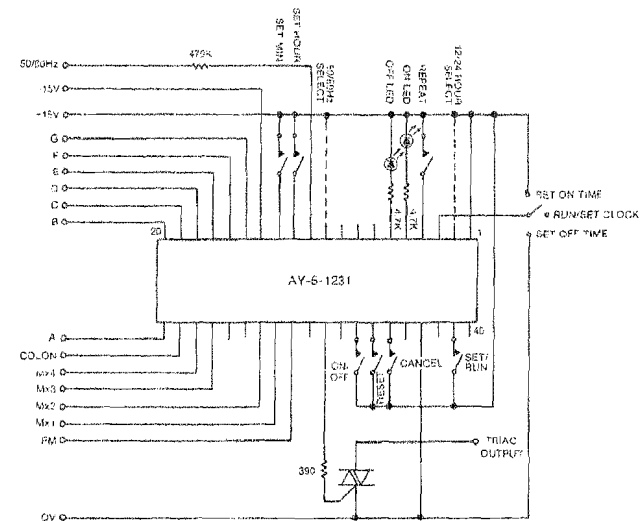 470K
50/60Hz
-15V
-15V
G
F
E
D
C
B
SET MIN
SET HOUR
50/60Hz
SELECT
OFF LED
ON LED
REPEAT
12/24 HOUR
SELECT
4.7K
4.7K
SET ON TIME
RUN/SET CLOCK
SET OFF TIME
20
1
AY-5-1231
40
A
COLON
Mx4
Mx3
Mx2
Mx1
PM
ON/
OFF
RESET
CANCEL
SET/
RUN
390
TRIAC
OUTPUT
OV